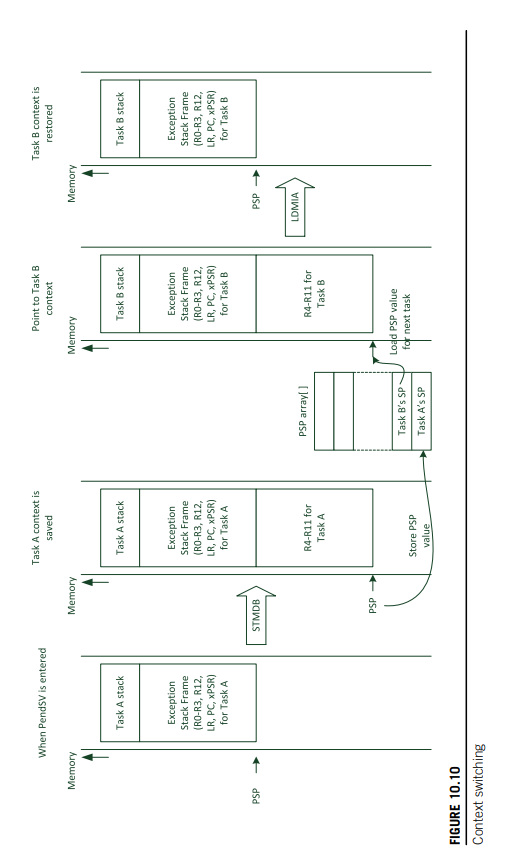 When PendSV is entered
Memory
Task A stack
Exception
Stack Frame
(R0-R3, R12,
LR, PC, xPSR)
for Task A
PSP
STMDB
Task A context is
saved
Memory
Task A stack
Exception
Stack Frame
(R0-R3, R12,
LR, PC, xPSR)
for Task A
R4-R11 for
Task A
PSP
Store PSP
value
PSP array[ ]
Task B's SP
Task A's SP
Load PSP value
for next task
Point to Task B
context
Memory
Task B stack
Exception
Stack Frame
(R0-R3, R12,
LR, PC, xPSR)
for Task B
R4-R11 for
Task B
LDMIA
Task B context is
restored
Memory
Task B stack
Exception
Stack Frame
(R0-R3, R12,
LR, PC, xPSR)
for Task B
PSP
FIGURE 10.10
Context switching